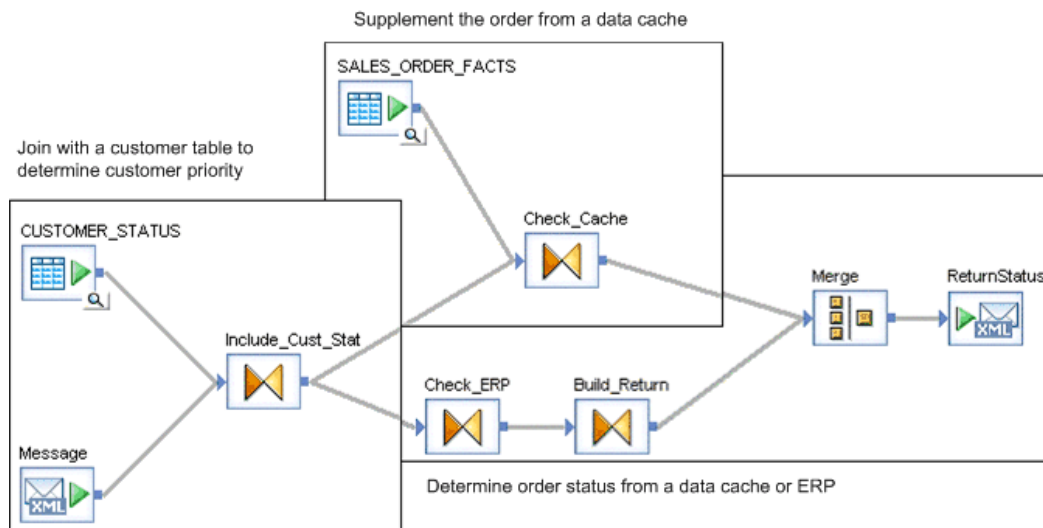 Supplement the order from a data cache
SALES_ORDER_FACTS
Join with a customer table to
determine customer priority
CUSTOMER_STATUS
Check_Cache
Merge
ReturnStatus
XML
Include_Cust_Stat
Check_ERP
Build_Return
Message
XML
Determine order status from a data cache or ERP